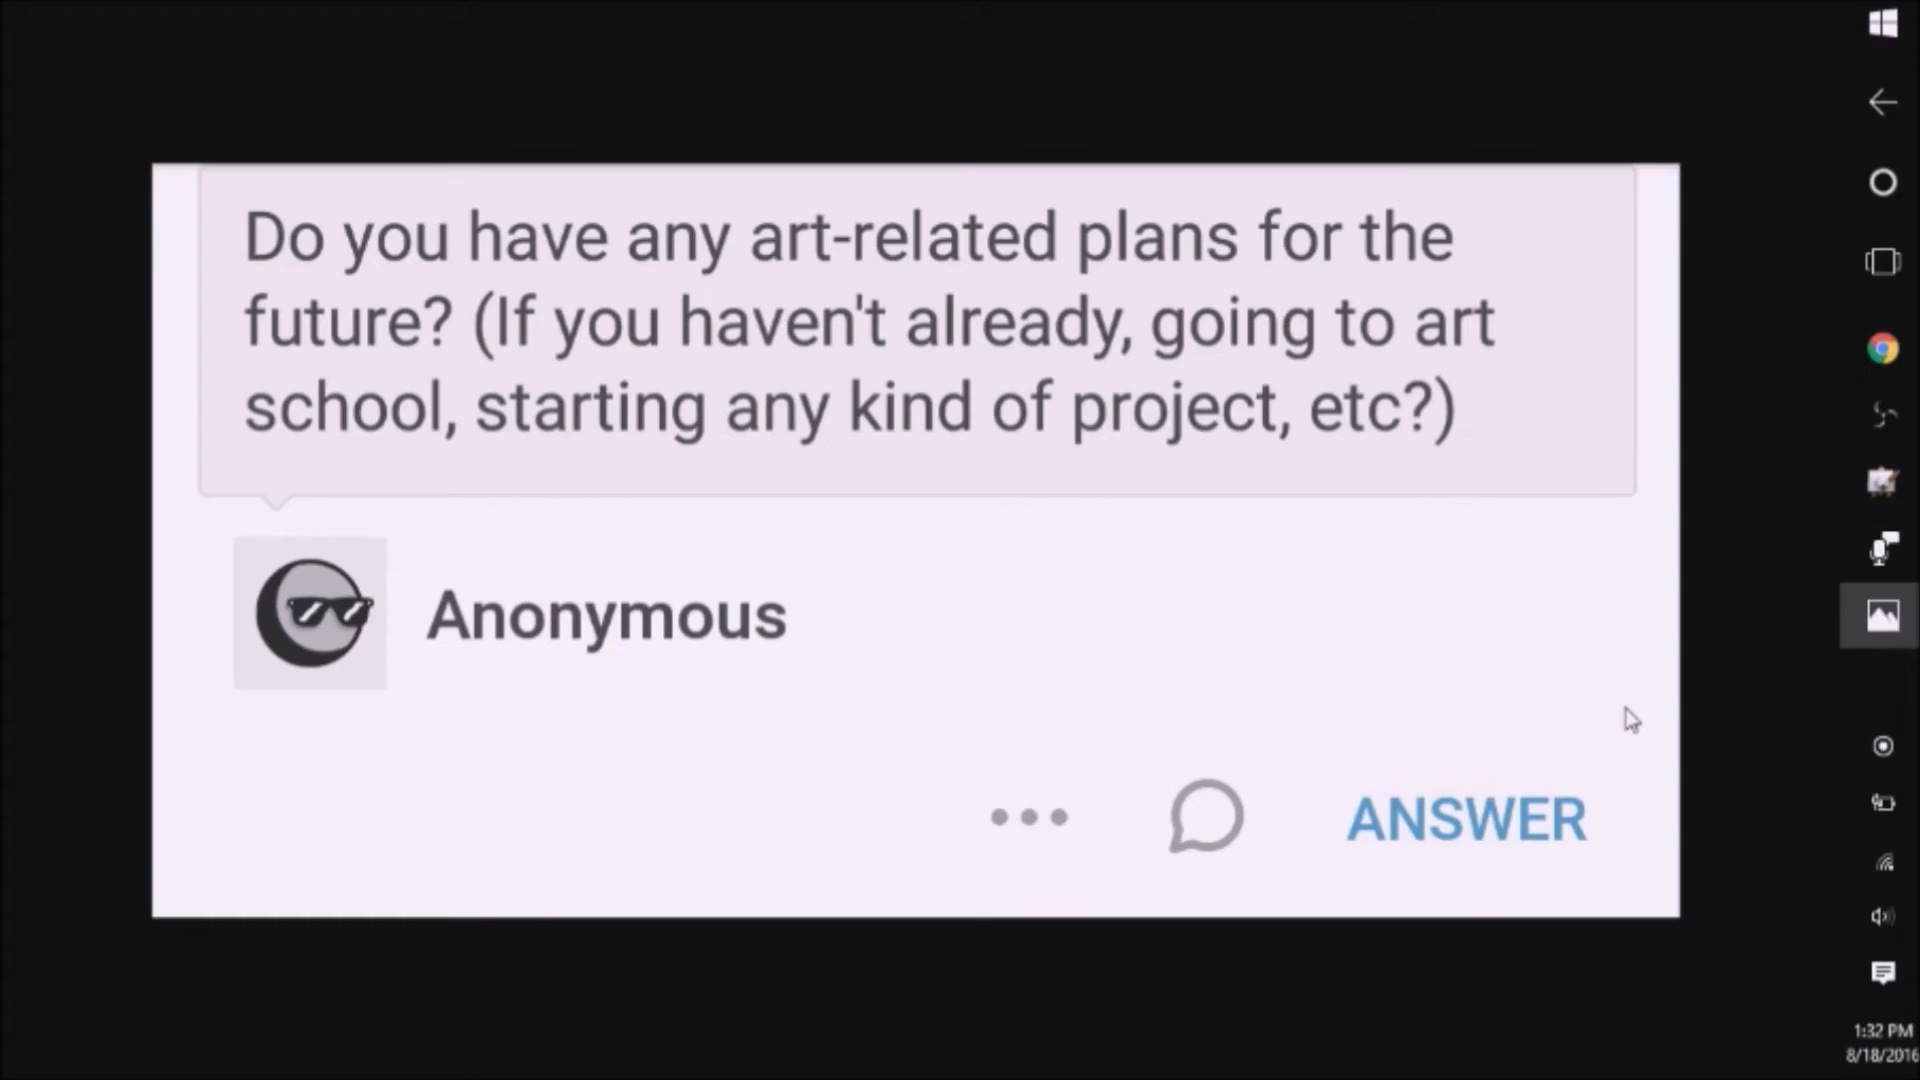 Do you have any art-related plans for the
future? (If you haven't already, going to art
school, starting any kind of project, etc?)
Anonymous
ANSWER
1:32 PM
8/18/2016